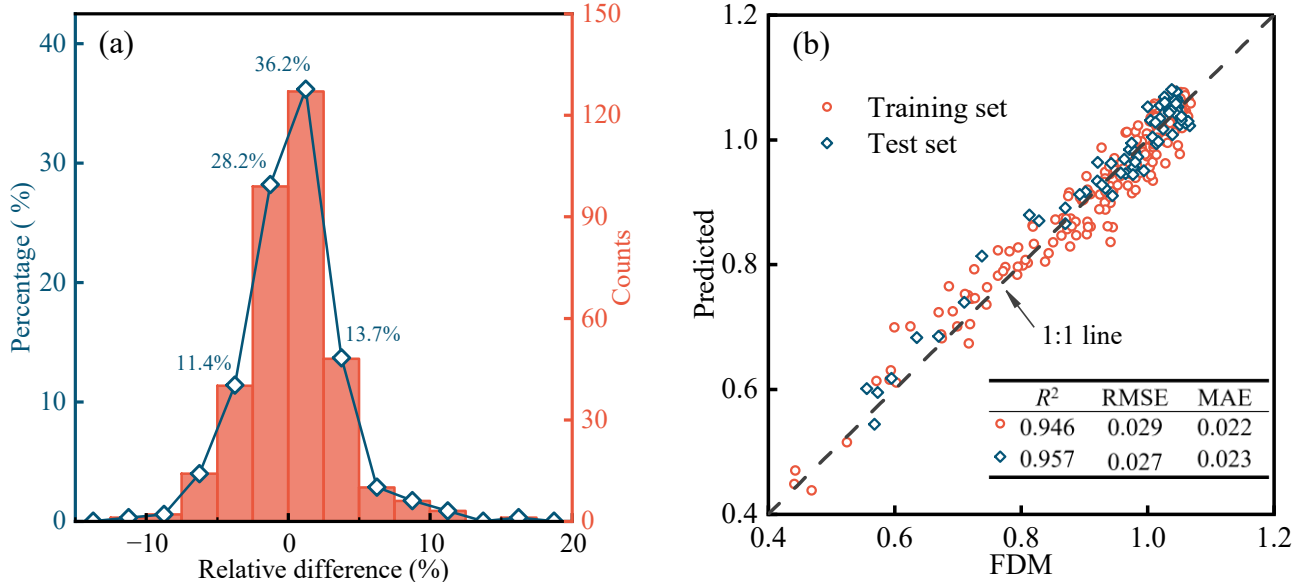 (a)
40
30
20
10
0
Percentage ( %)
150
120
90
60
30
0
Counts
36.2%
28.2%
13.7%
11.4%
−10
0
10
20
Relative difference (%)
(b)
1.2
1.0
0.8
0.6
0.4
Predicted
Training set
Test set
1:1 line
R² RMSE MAE
0.946 0.029 0.022
0.957 0.027 0.023
0.4
0.6
0.8
1.0
1.2
FDM